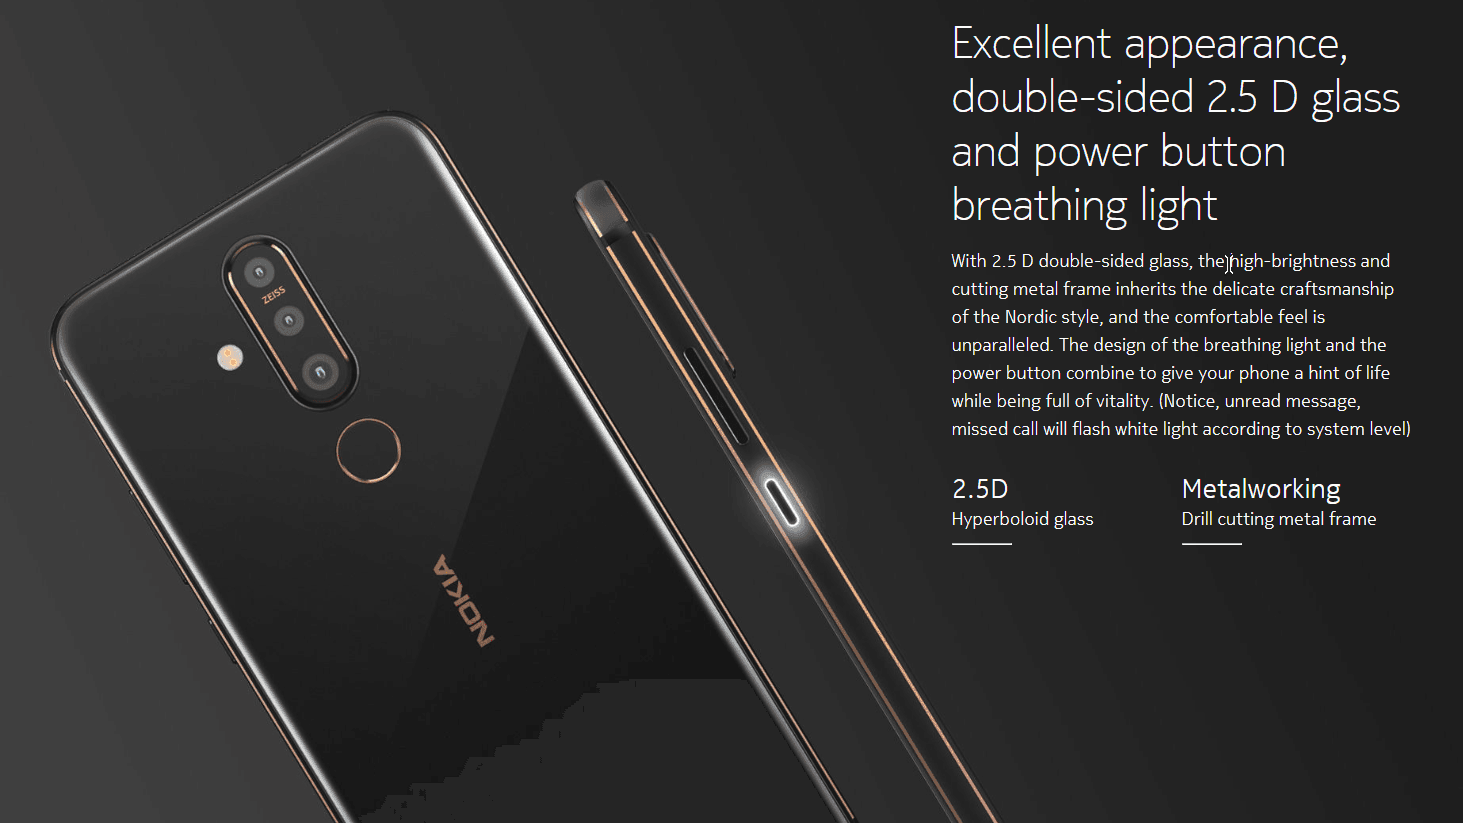 Excellent appearance,
double-sided 2.5 D glass
and power button
breathing light
With 2.5 D double-sided glass, the high-brightness and
cutting metal frame inherits the delicate craftsmanship
of the Nordic style, and the comfortable feel is
unparalleled. The design of the breathing light and the
power button combine to give your phone a hint of life
while being full of vitality. (Notice, unread message,
missed call will flash white light according to system level)
2.5D
Hyperboloid glass
Metalworking
Drill cutting metal frame
ZEISS
NOKIA